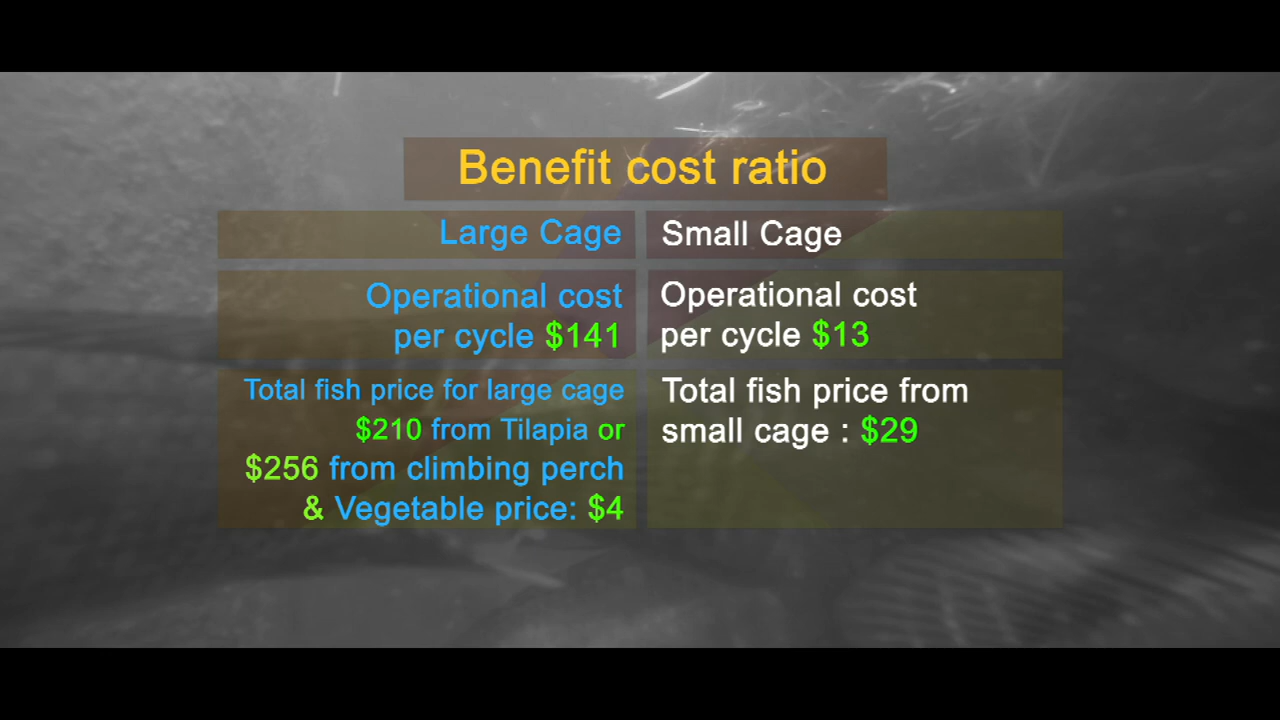 Benefit cost ratio
Large Cage
Small Cage
Operational cost
per cycle $141
Operational cost
per cycle $13
Total fish price for large cage
$210 from Tilapia or
$256 from climbing perch
& Vegetable price: $4
Total fish price from
small cage : $29